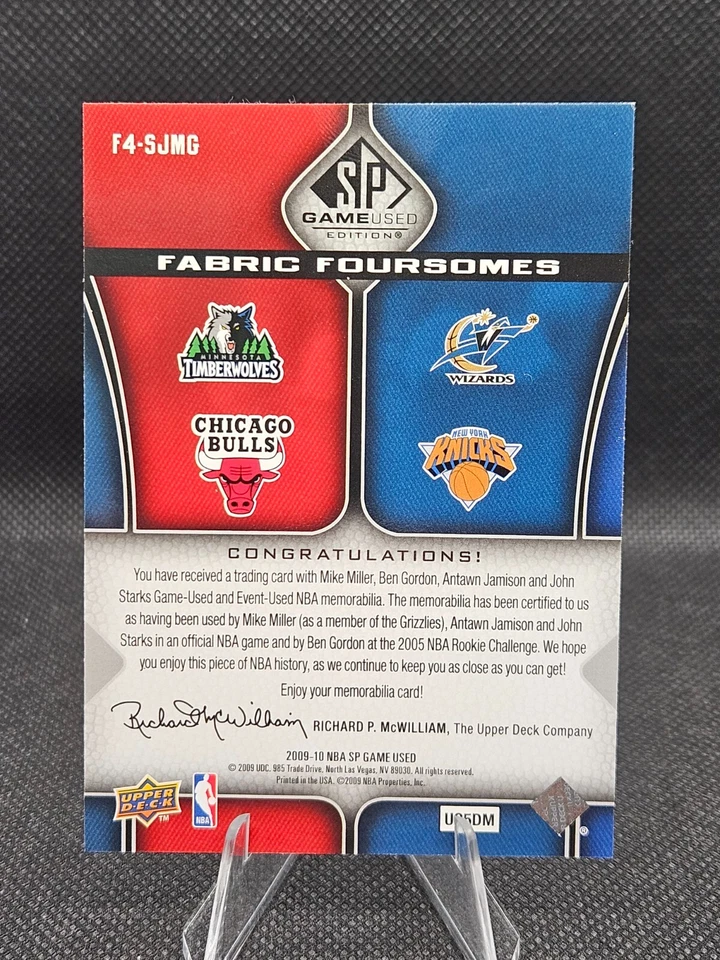 F4-SJMG
SP
GAMEUSED
EDITION®
FABRIC FOURSOMES
MINNESOTA
TIMBERWOLVES
W
WIZARDS
CHICAGO
BULLS
NEW YORK
KNICKS
CONGRATULATIONS!
You have received a trading card with Mike Miller, Ben Gordon, Antawn Jamison and John
Starks Game-Used and Event-Used NBA memorabilia. The memorabilia has been certified to us
as having been used by Mike Miller (as a member of the Grizzlies), Antawn Jamison and John
Starks in an official NBA game and by Ben Gordon at the 2005 NBA Rookie Challenge. We hope
you enjoy this piece of NBA history, as we continue to keep you as close as you can get!
Enjoy your memorabilia card!
Richard McWilliam RICHARD P. McWILLIAM, The Upper Deck Company
2009-10 NBA SP GAME USED
© 2009 UDC. 985 Trade Drive, North Las Vegas, NV 89030. All rights reserved.
Printed in the USA. ©2009 NBA Properties, Inc.
UPPER
DECK
TM
NBA
®